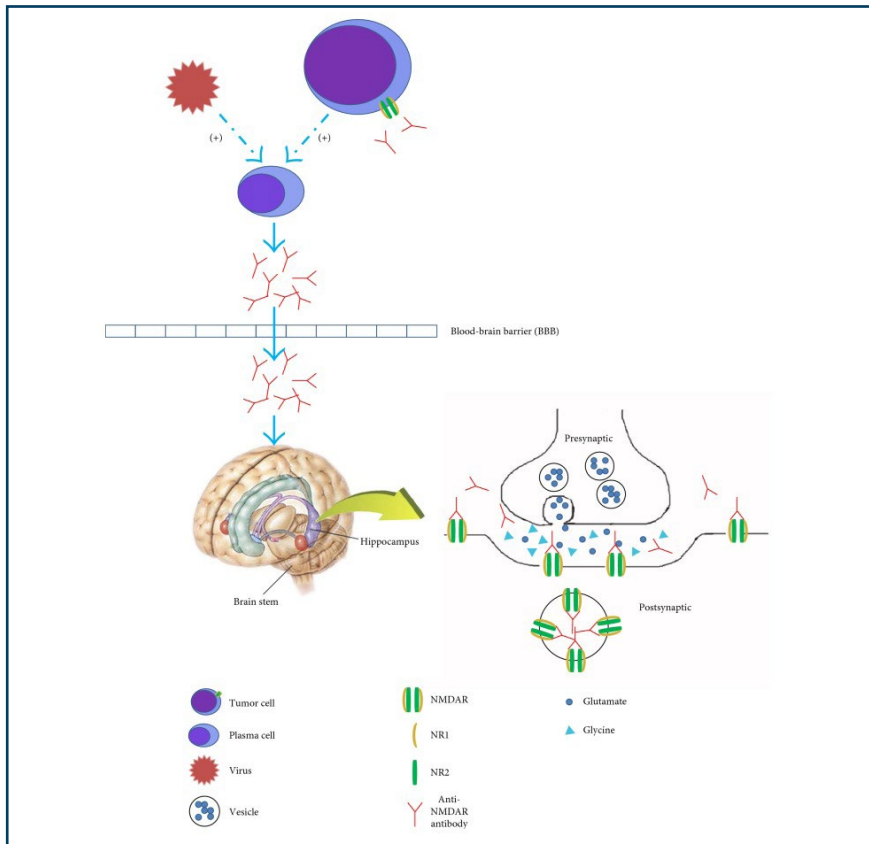 (+)
(+)
Blood-brain barrier (BBB)
Presynaptic
Hippocampus
Brain stem
Postsynaptic
Tumor cell
NMDAR
Glutamate
Plasma cell
NR1
Glycine
Virus
NR2
Vesicle
Anti-
NMDAR
antibody